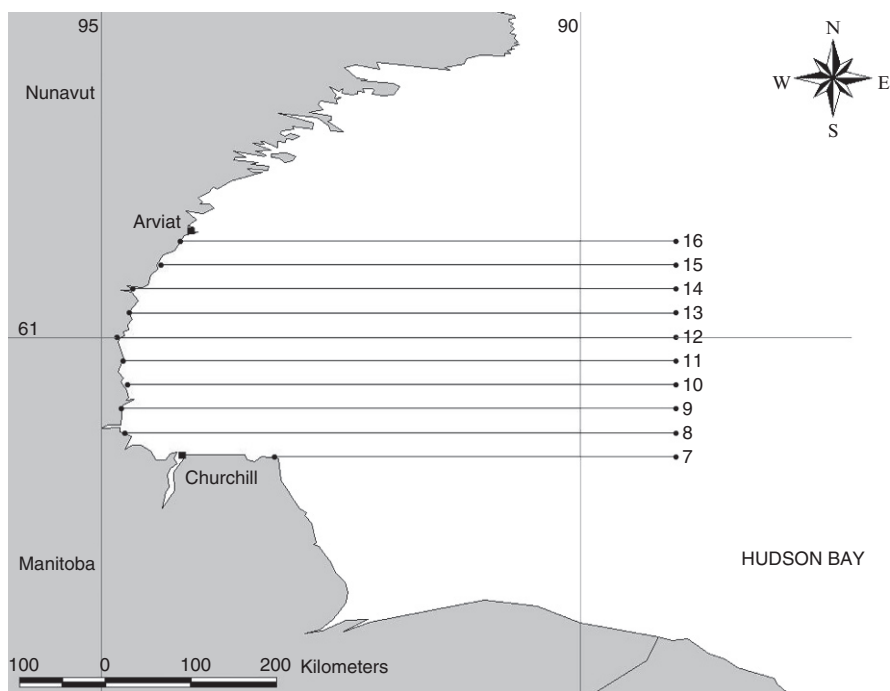 95
90
N
W
E
S
Nunavut
Arviat
16
15
14
13
61
12
11
10
9
8
7
Churchill
Manitoba
HUDSON BAY
100 0 100 200 Kilometers